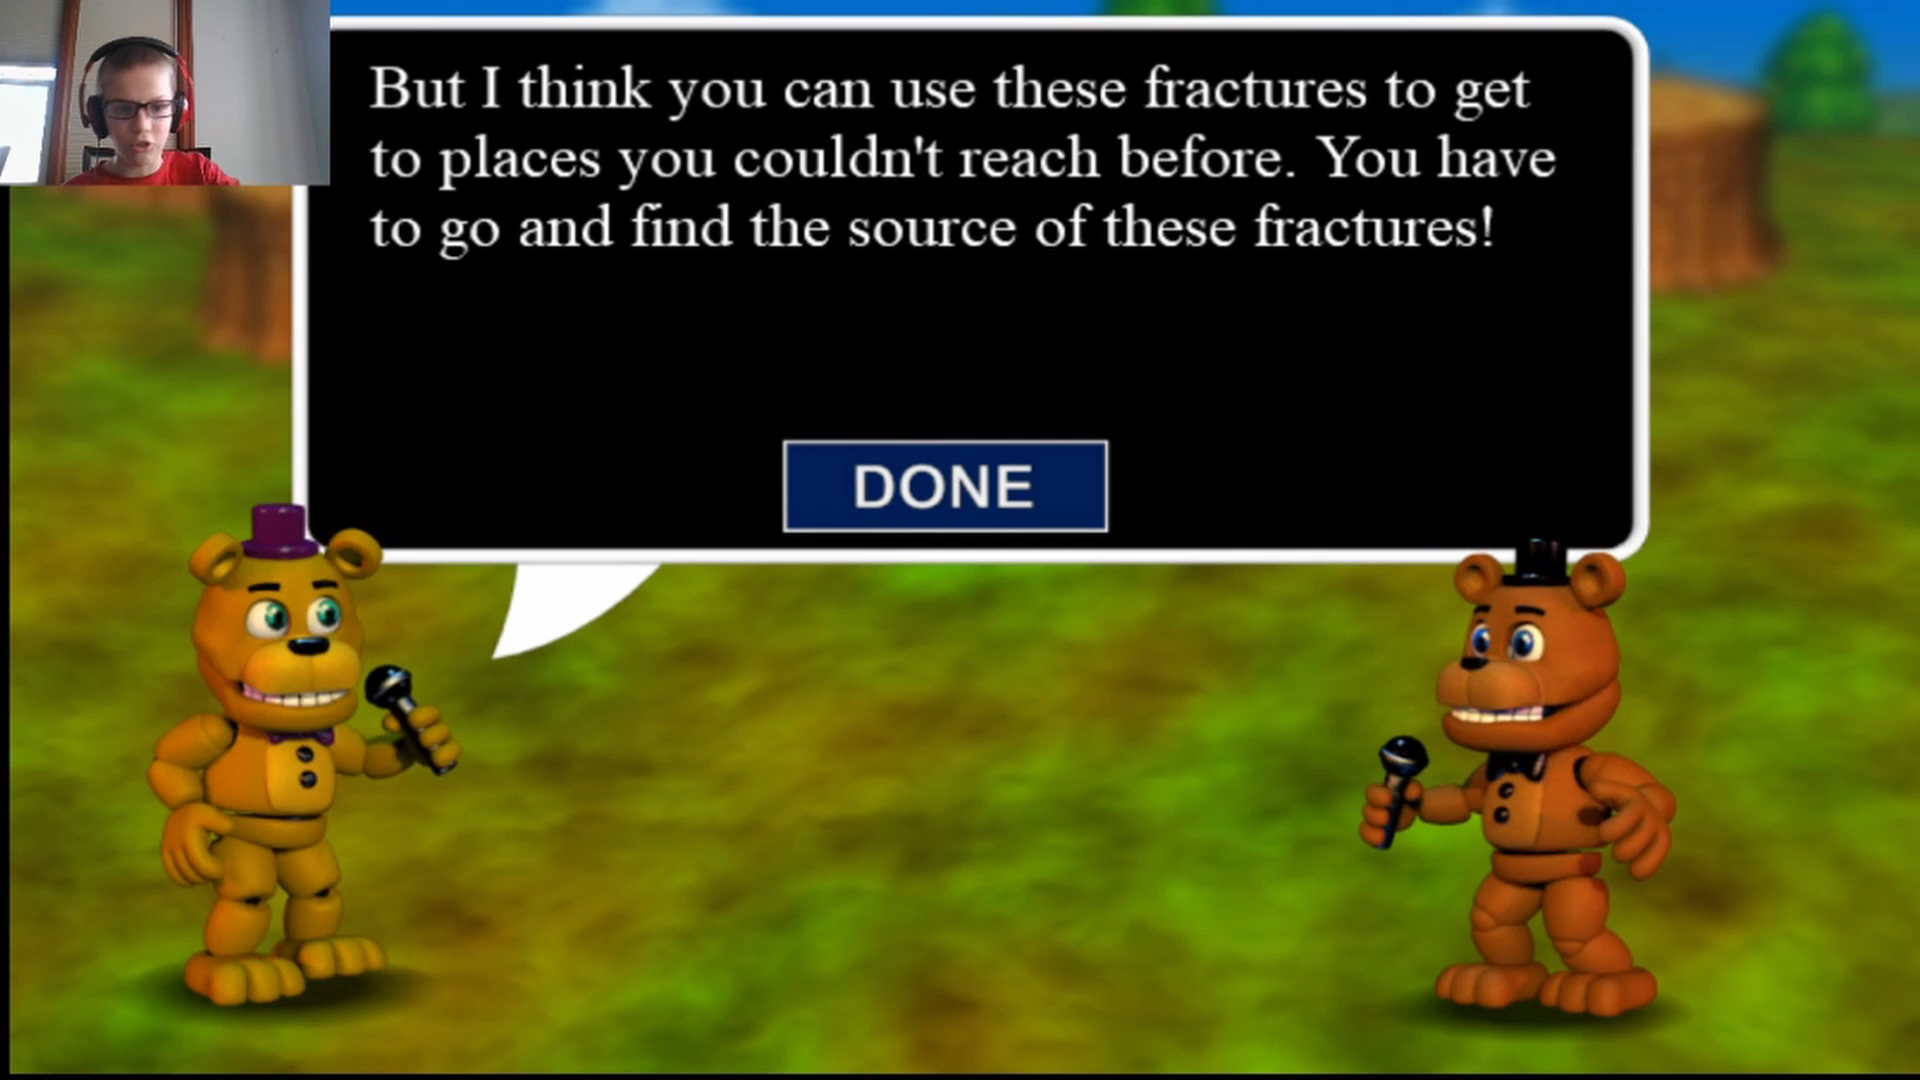 But I think you can use these fractures to get
to places you couldn't reach before. You have
to go and find the source of these fractures!
DONE